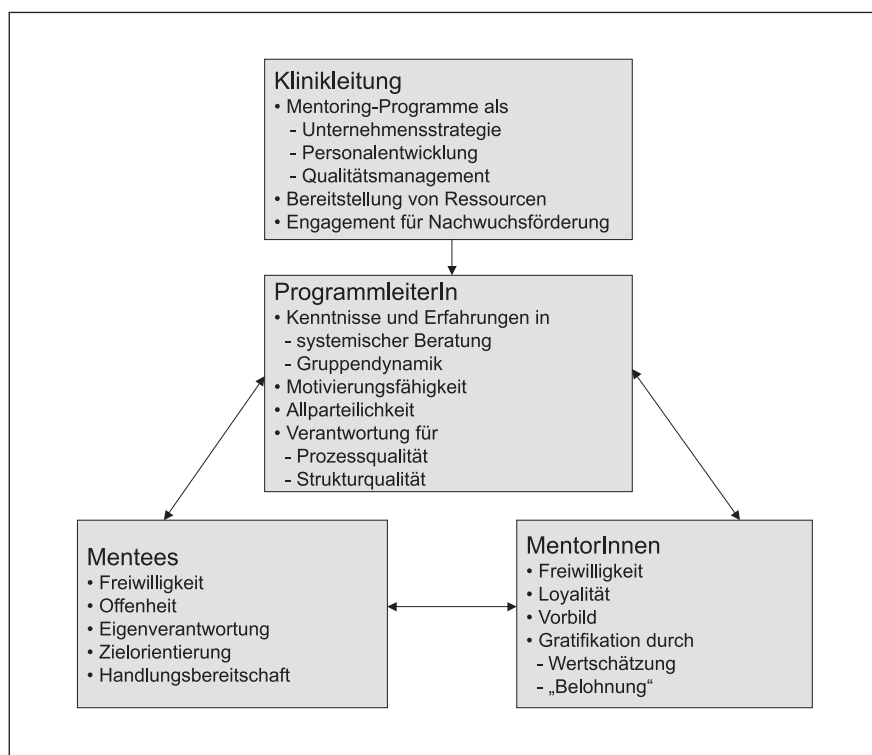 Klinikleitung
• Mentoring-Programme als
- Unternehmensstrategie
- Personalentwicklung
- Qualitätsmanagement
• Bereitstellung von Ressourcen
• Engagement für Nachwuchsförderung
ProgrammleiterIn
• Kenntnisse und Erfahrungen in
- systemischer Beratung
- Gruppendynamik
• Motivierungsfähigkeit
• Allparteilichkeit
• Verantwortung für
- Prozessqualität
- Strukturqualität
Mentees
• Freiwilligkeit
• Offenheit
• Eigenverantwortung
• Zielorientierung
• Handlungsbereitschaft
MentorInnen
• Freiwilligkeit
• Loyalität
• Vorbild
• Gratifikation durch
- Wertschätzung
- „Belohnung“